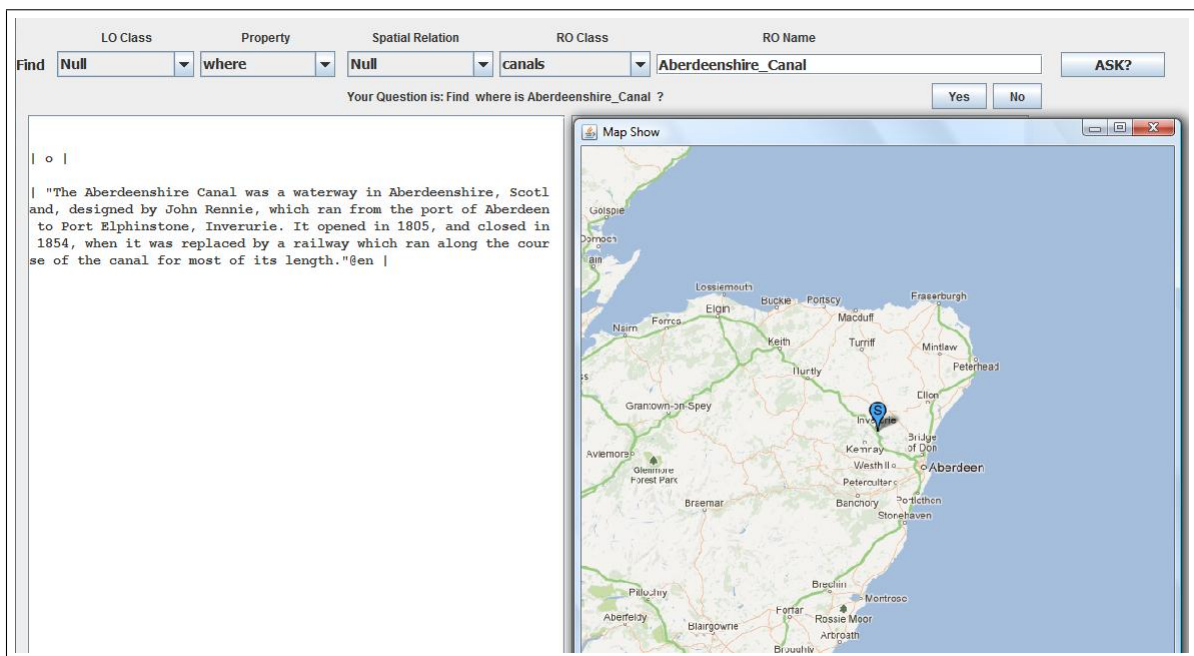 LO Class Property Spatial Relation RO Class RO Name
Find Null where Null canals Aberdeenshire_Canal ASK?
Your Question is: Find where is Aberdeenshire_Canal ? Yes No
| o |
| "The Aberdeenshire Canal was a waterway in Aberdeenshire, Scotl
and, designed by John Rennie, which ran from the port of Aberdeen
to Port Elphinstone, Inverurie. It opened in 1805, and closed in
1854, when it was replaced by a railway which ran along the cour
se of the canal for most of its length."@en |
Map Show
Golspie
Dornoch
ain
Lossiemouth
Fraserburgh
Buckie Portsoy
Elgin
Macduff
Nairn Forres
Keith Turriff Mintlaw
Peterhead
Huntly
ss
Ellon
Grantown-on-Spey
S
Inverurie
Bridge
of Don
Kemnay
Aviemore
Westhill Aberdeen
Glenmore
Forest Park
Peterculter
Braemar Banchory Portlethen
Stonehaven
Brechin
Pitlochry Montrose
Forfar
Aberfeldy Rossie Moor
Blairgowrie
Arbroath
Broughty